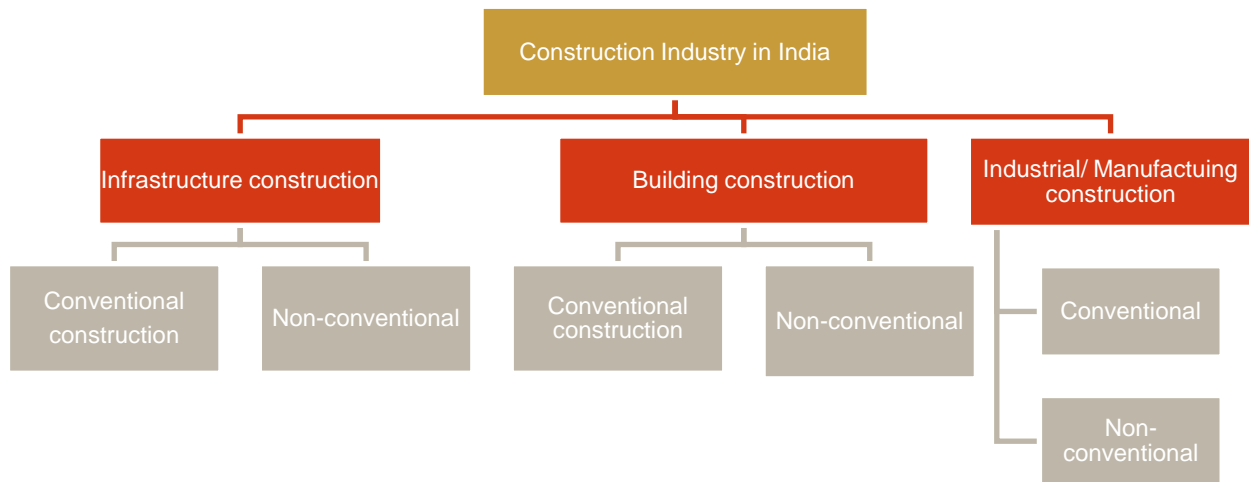 Construction Industry in India
Infrastructure construction
Building construction
Industrial/ Manufactuing
construction
Conventional
construction
Non-conventional
Conventional
construction
Non-conventional
Conventional
Non-
conventional